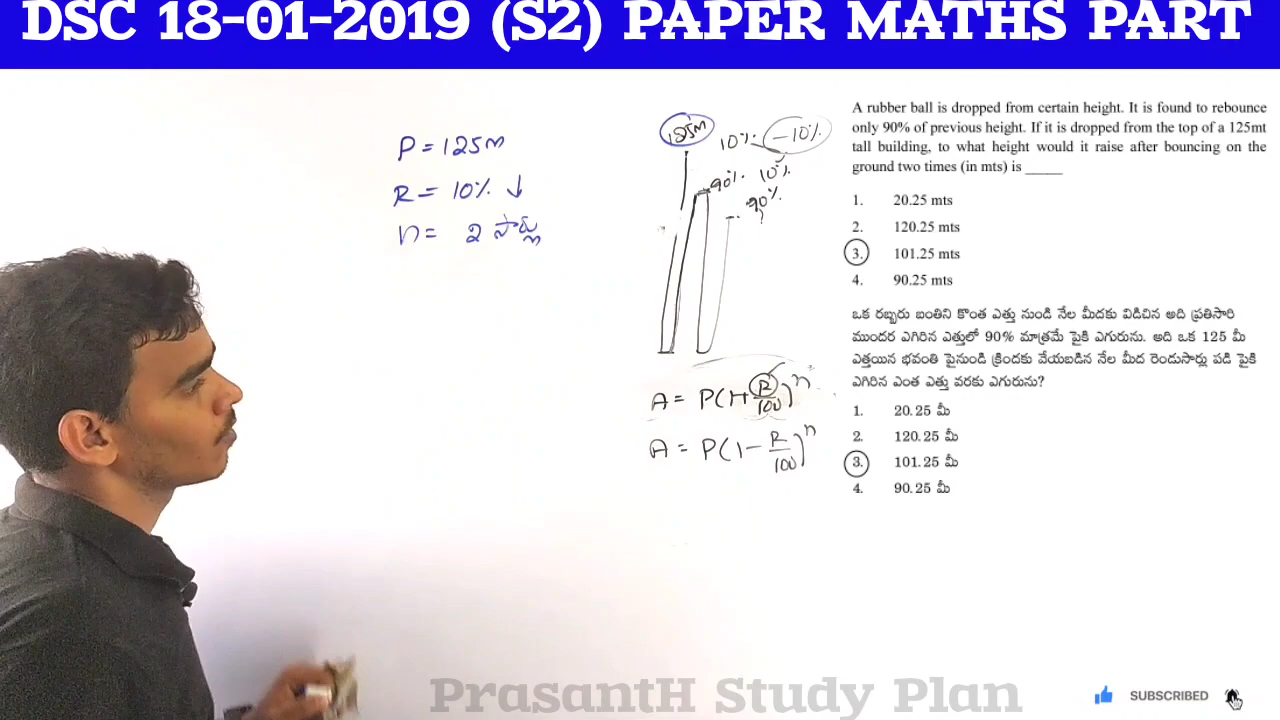 DSC 18-01-2019 (S2) PAPER MATHS PART
P = 125m
R = 10% ↓
n = 2 సార్లు
125m
10% -10%
90% 10%
90%
?
A = P(1+R/100)^n
A = P(1-R/100)^n
A rubber ball is dropped from certain height. It is found to rebounce
only 90% of previous height. If it is dropped from the top of a 125mt
tall building, to what height would it raise after bouncing on the
ground two times (in mts) is _____
1. 20.25 mts
2. 120.25 mts
3. 101.25 mts
4. 90.25 mts
ఒక రబ్బరు బంతిని కొంత ఎత్తు నుండి నేల మీదకు విడిచిన అది ప్రతిసారి
ముందర ఎగిరిన ఎత్తులో 90% మాత్రమే పైకి ఎగురును. అది ఒక 125 మీ
ఎత్తయిన భవంతి పైనుండి క్రిందకు వేయబడిన నేల మీద రెండుసార్లు పడి పైకి
ఎగిరిన ఎంత ఎత్తు వరకు ఎగురును?
1. 20.25 మీ
2. 120.25 మీ
3. 101.25 మీ
4. 90.25 మీ
PrasantH Study Plan
SUBSCRIBED